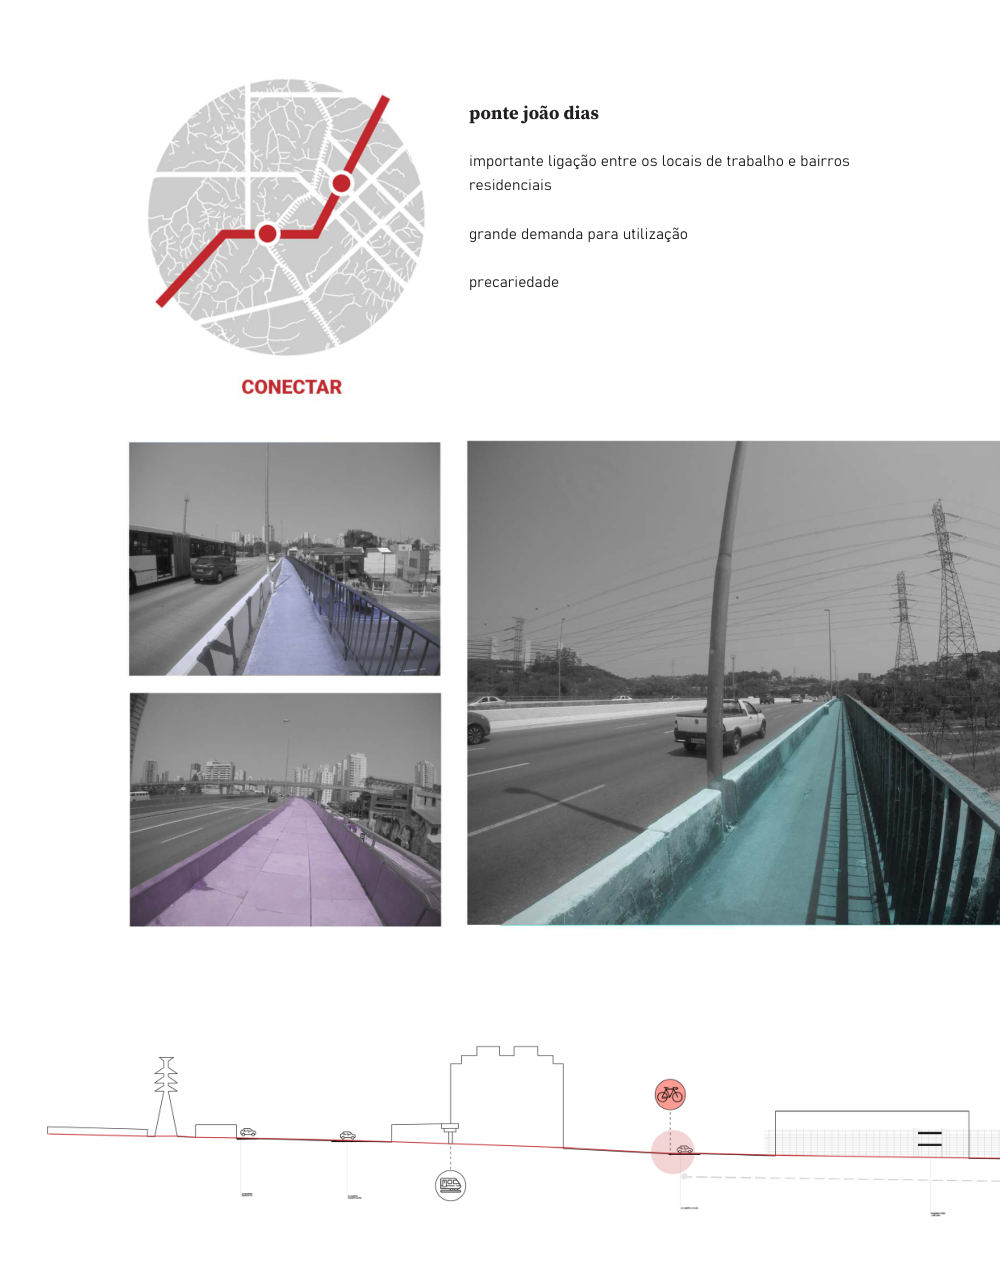 ponte joão dias
importante ligação entre os locais de trabalho e bairros
residenciais
grande demanda para utilização
precariedade
CONECTAR